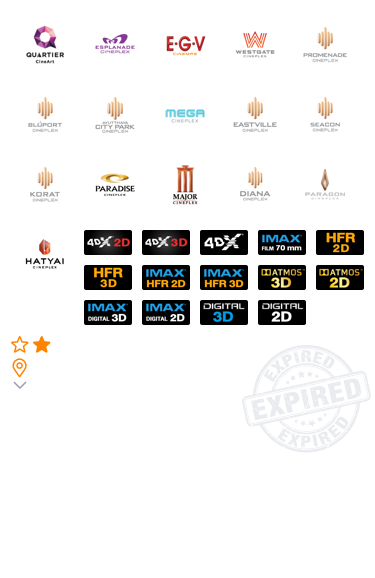 QUARTIER
CineArt
ESPLANADE
CINEPLEX
E·G·V
CINEMAS
WESTGATE
CINEPLEX
PROMENADE
CINEPLEX
BLÚPORT
CINEPLEX
CITY PARK
CINEPLEX
MEGA
CINEPLEX
EASTVILLE
CINEPLEX
SEACON
CINEPLEX
KORAT
CINEPLEX
PARADISE
CINEPLEX
MAJOR
CINEPLEX
DIANA
CINEPLEX
PARAGON
CINEPLEX
HATYAI
CINEPLEX
4DX 2D
4DX 3D
4DX
IMAX
FILM 70 mm
HFR
2D
HFR
3D
IMAX
HFR 2D
IMAX
HFR 3D
ATMOS
3D
ATMOS
2D
IMAX
DIGITAL 3D
IMAX
DIGITAL 2D
DIGITAL
3D
DIGITAL
2D
EXPIRED
EXPIRED
EXPIRED